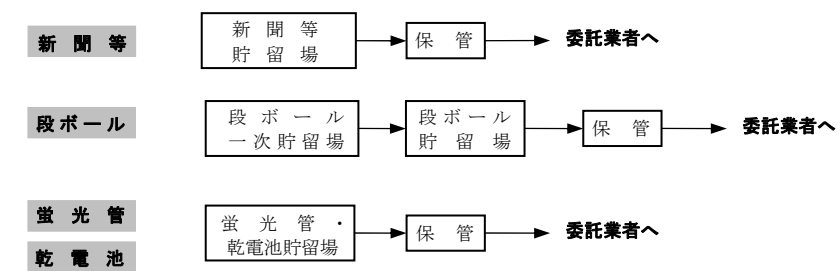 新聞等
新聞等
貯留場
保管
委託業者へ
段ボール
段ボール
一次貯留場
段ボール
貯留場
保管
委託業者へ
蛍光管
乾電池
蛍光管・
乾電池貯留場
保管
委託業者へ